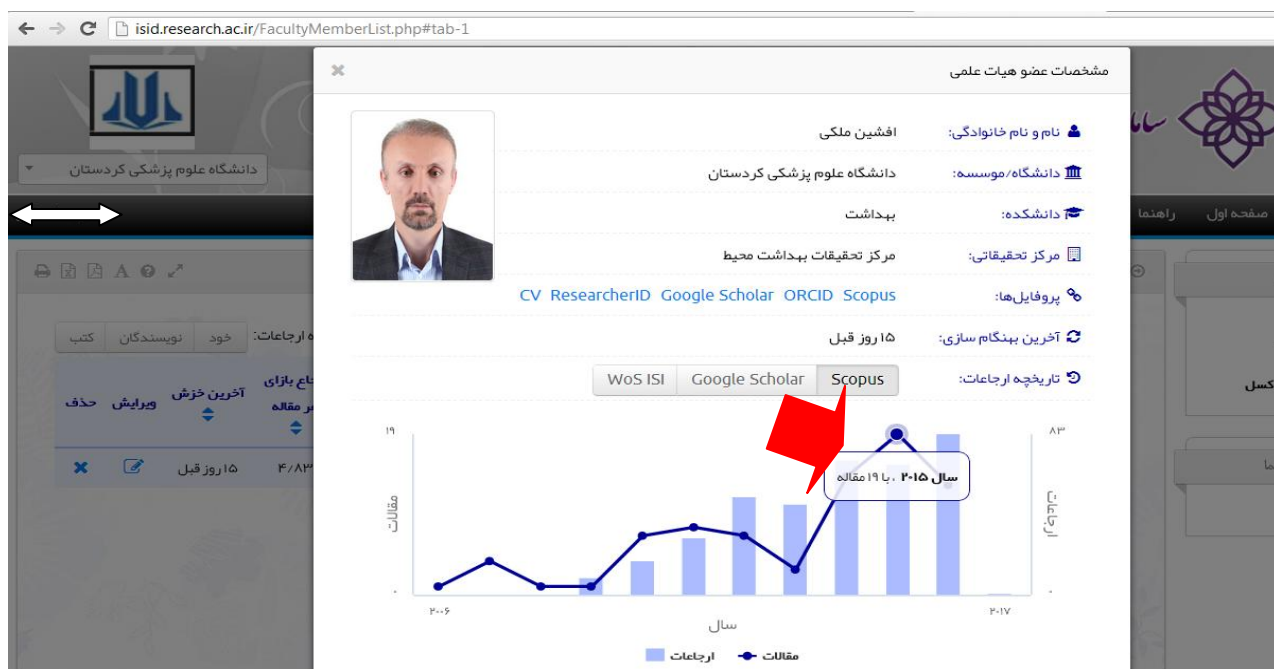 isid.research.ac.ir/FacultyMemberList.php#tab-1
مشخصات عضو هیات علمی
نام و نام خانوادگی: افشین ملکی
دانشگاه/موسسه: دانشگاه علوم پزشکی کردستان
دانشکده: بهداشت
مرکز تحقیقاتی: مرکز تحقیقات بهداشت محیط
پروفایل‌ها: CV ResearcherID Google Scholar ORCID Scopus
آخرین بهنگام سازی: ۱۵ روز قبل
تاریخچه ارجاعات: WoS ISI Google Scholar Scopus
۱۹
۸۳
سال ۲۰۱۵ ، با ۱۹ مقاله
مقالات
ارجاعات
۰
۰
۲۰۰۶
۲۰۱۷
سال
مقالات ارجاعات
دانشگاه علوم پزشکی کردستان
صفحه اول راهنما
ارجاعات: خود نویسندگان کتب
آخرین خزش ویرایش حذف
۴/۸۳ ۱۵ روز قبل